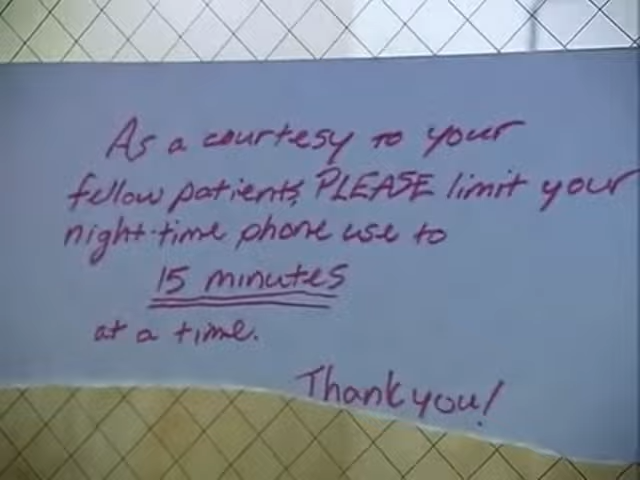 As a courtesy to your
fellow patients, PLEASE limit your
night-time phone use to
15 minutes
at a time.
Thank you!